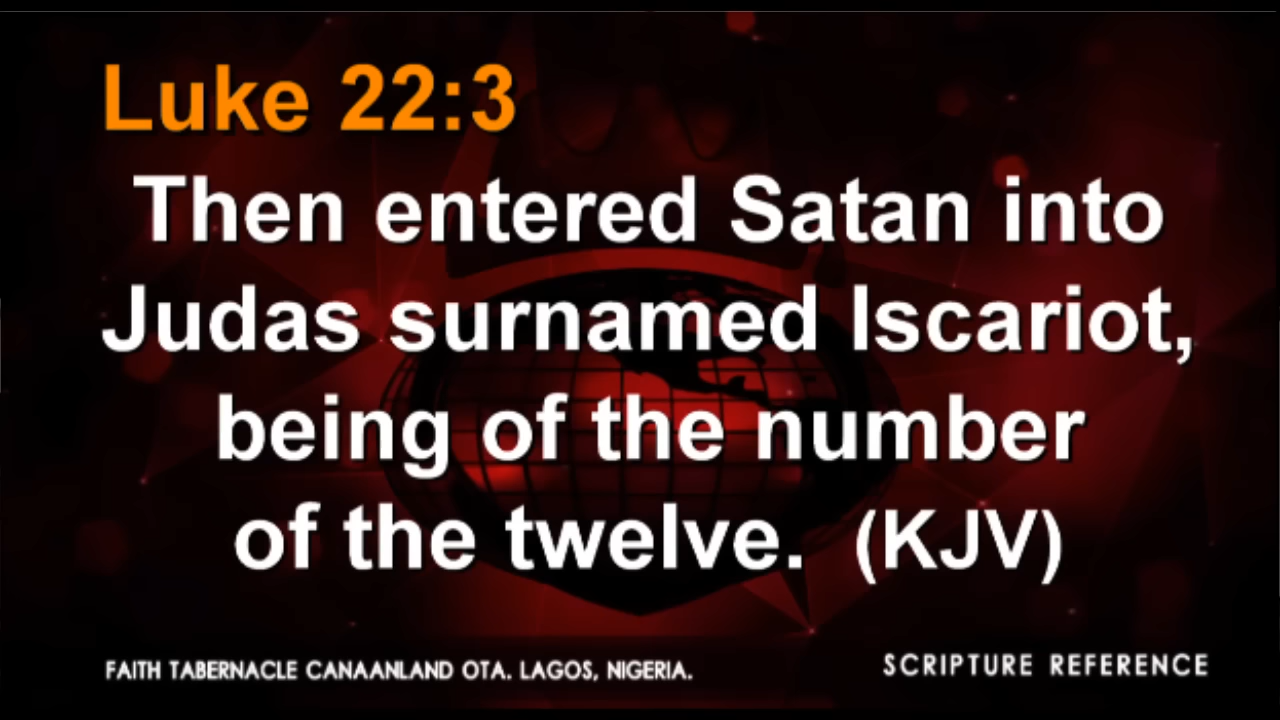 Luke 22:3
Then entered Satan into
Judas surnamed Iscariot,
being of the number
of the twelve. (KJV)
FAITH TABERNACLE CANAANLAND OTA. LAGOS, NIGERIA.
SCRIPTURE REFERENCE